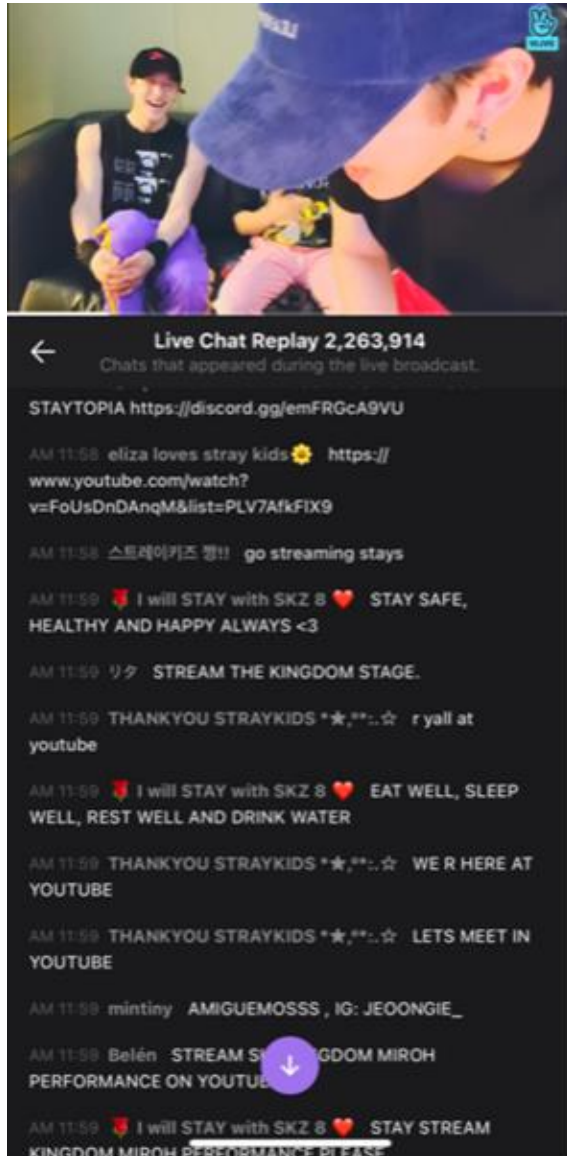 VLIVE
Live Chat Replay 2,263,914
Chats that appeared during the live broadcast.
STAYTOPIA https://discord.gg/emFRGcA9VU
AM 11:58 eliza loves stray kids🌼 https://
www.youtube.com/watch?
v=FoUsDnDAnqM&list=PLV7AfkFIX9
AM 11:58 스트레이키즈 짱!! go streaming stays
AM 11:59 🌹 I will STAY with SKZ 8 ❤️ STAY SAFE,
HEALTHY AND HAPPY ALWAYS <3
AM 11:59 リタ STREAM THE KINGDOM STAGE.
AM 11:59 THANKYOU STRAYKIDS *★,°*:.☆ r yall at
youtube
AM 11:59 🌹 I will STAY with SKZ 8 ❤️ EAT WELL, SLEEP
WELL, REST WELL AND DRINK WATER
AM 11:59 THANKYOU STRAYKIDS *★,°*:.☆ WE R HERE AT
YOUTUBE
AM 11:59 THANKYOU STRAYKIDS *★,°*:.☆ LETS MEET IN
YOUTUBE
AM 11:59 mintiny AMIGUEMOSSS , IG: JEOONGIE_
AM 11:59 Belén STREAM MIROH
PERFORMANCE ON
AM 11:59 🌹 I will STAY with SKZ 8 ❤️ STAY STREAM
KINGDOM MIROH PERFORMANCE PLEASE